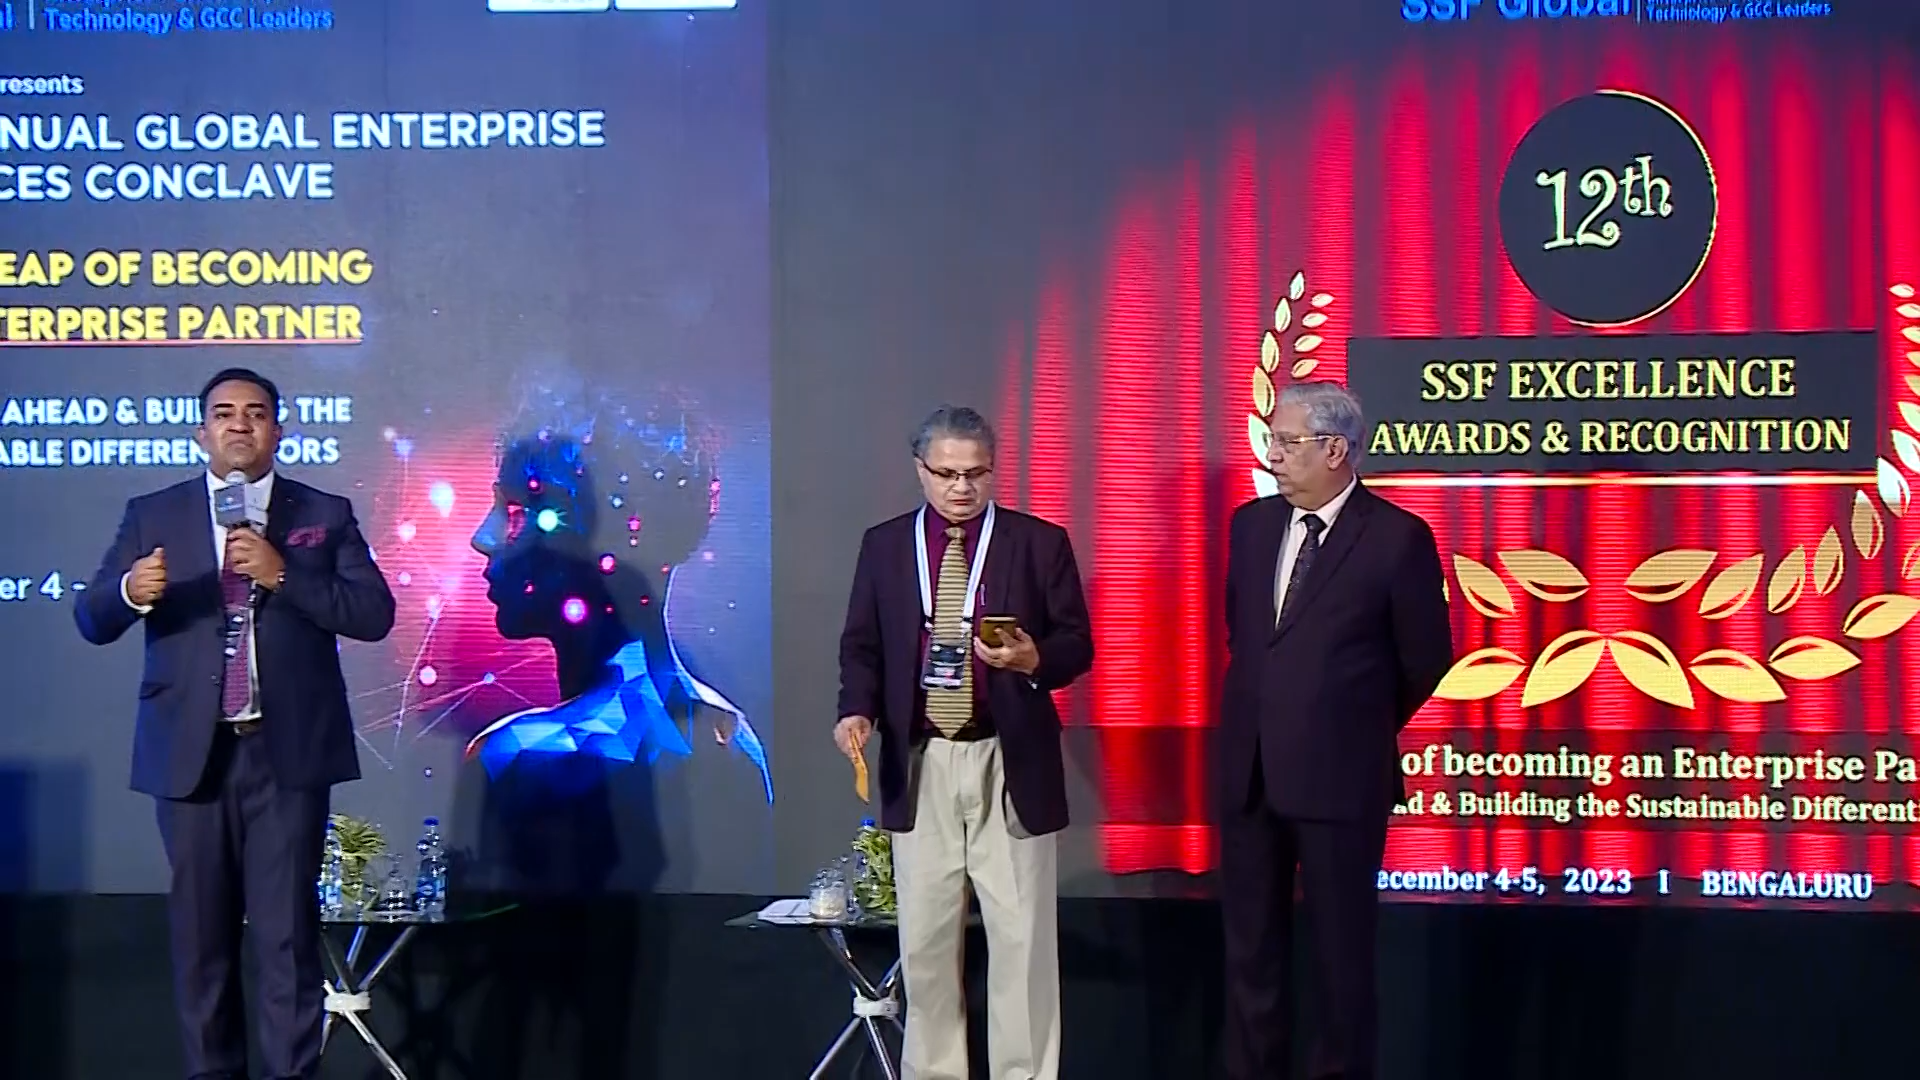 Technology & GCC Leaders
resents
NUAL GLOBAL ENTERPRISE
CES CONCLAVE
EAP OF BECOMING
TERPRISE PARTNER
AHEAD & BUI G THE
ABLE DIFFEREN ORS
er 4 -
SSF Global
Technology & GCC Leaders
12th
SSF EXCELLENCE
AWARDS & RECOGNITION
of becoming an Enterprise Pa
ad & Building the Sustainable Differenti
ecember 4-5, 2023 I BENGALURU